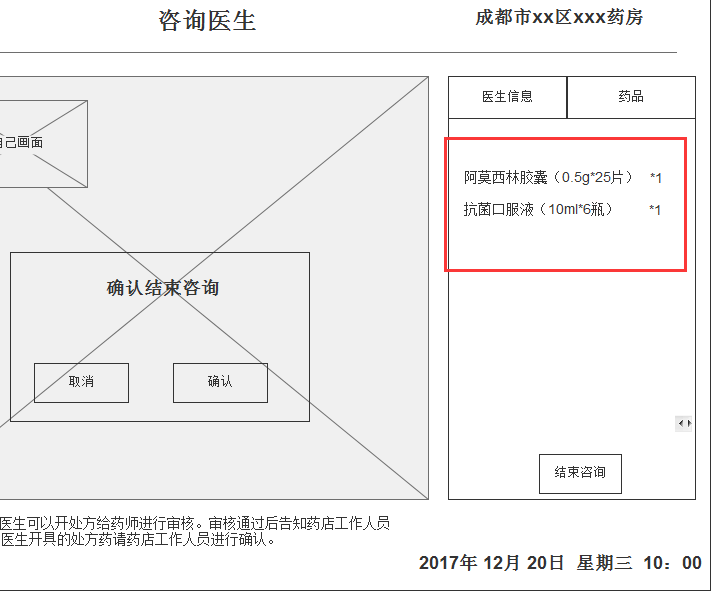 咨询医生
成都市xx区xxx药房
医生信息
药品
自己画面
阿莫西林胶囊（0.5g*25片） *1
抗菌口服液（10ml*6瓶） *1
确认结束咨询
取消
确认
结束咨询
医生可以开处方给药师进行审核。审核通过后告知药店工作人员
医生开具的处方药请药店工作人员进行确认。
2017年 12月 20日 星期三 10：00